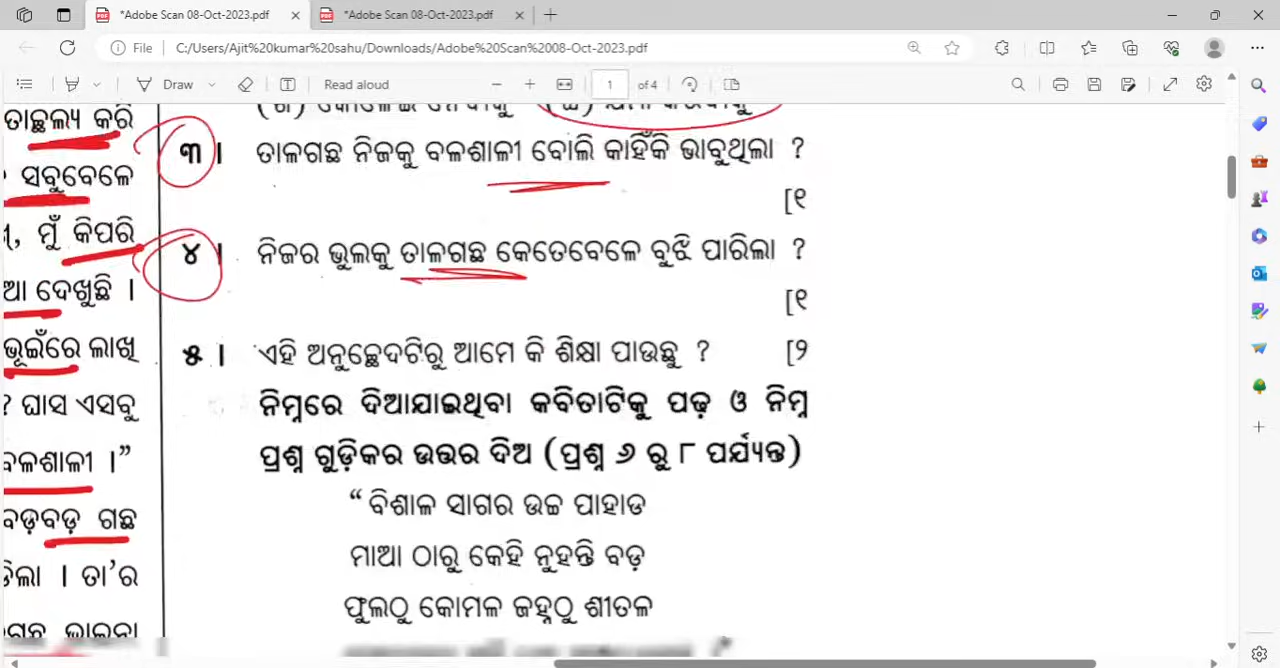 *Adobe Scan 08-Oct-2023.pdf
*Adobe Scan 08-Oct-2023.pdf
File C:/Users/Ajit%20kumar%20sahu/Downloads/Adobe%20Scan%2008-Oct-2023.pdf
Draw Read aloud 1 of 4
ତାଚ୍ଛଲ୍ୟ କରି
ସବୁବେଳେ
, ମୁଁ କିପରି
ଆ ଦେଖୁଛି ।
ଭୂଇଁରେ ଲାଖି
? ଘାସ ଏସବୁ
ବଳଶାଳୀ ।”
ବଡ଼ବଡ଼ ଗଛ
ଡିଲା । ତା’ର
୩ । ତାଳଗଛ ନିଜକୁ ବଳଶାଳୀ ବୋଲି କାହିଁକି ଭାବୁଥିଲା ?
[୧
୪ । ନିଜର ଭୁଲକୁ ତାଳଗଛ କେତେବେଳେ ବୁଝି ପାରିଲା ?
[୧
୫ । ଏହି ଅନୁଚ୍ଛେଦଟିରୁ ଆମେ କି ଶିକ୍ଷା ପାଉଛୁ ? [୨
ନିମ୍ନରେ ଦିଆଯାଇଥିବା କବିତାଟିକୁ ପଢ଼ ଓ ନିମ୍ନ
ପ୍ରଶ୍ନ ଗୁଡ଼ିକର ଉତ୍ତର ଦିଅ (ପ୍ରଶ୍ନ ୬ ରୁ ୮ ପର୍ଯ୍ୟନ୍ତ)
“ ବିଶାଳ ସାଗର ଉଚ୍ଚ ପାହାଡ
ମାଆ ଠାରୁ କେହି ନୁହନ୍ତି ବଡ଼
ଫୁଲଠୁ କୋମଳ ଜହ୍ନଠୁ ଶୀତଳ